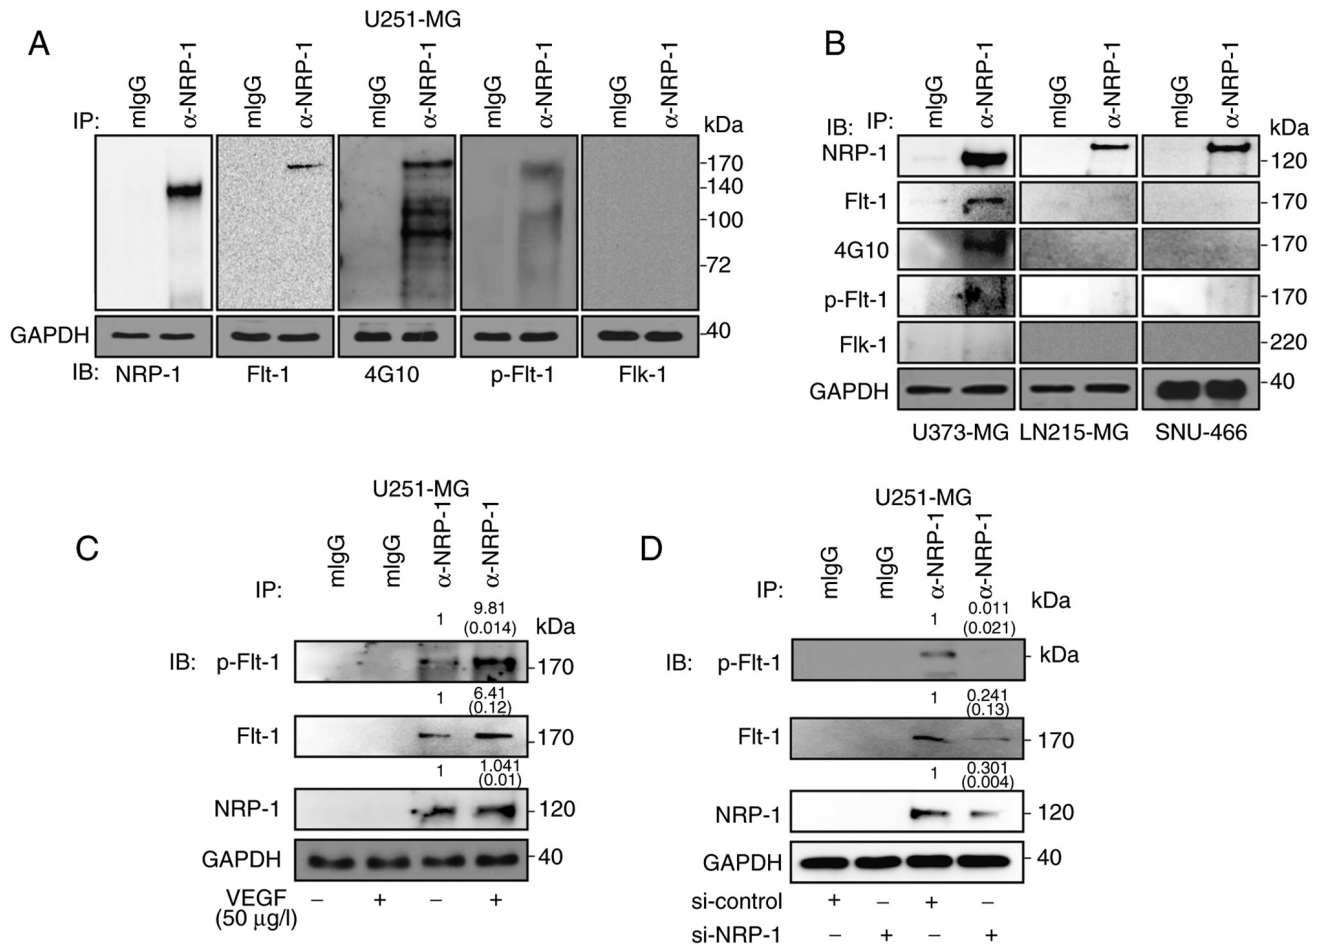 A
U251-MG
IP: mIgG α-NRP-1 mIgG α-NRP-1 mIgG α-NRP-1 mIgG α-NRP-1 mIgG α-NRP-1
kDa
170
140
100
72
GAPDH 40
IB: NRP-1 Flt-1 4G10 p-Flt-1 Flk-1
B
IB: IP: mIgG α-NRP-1 mIgG α-NRP-1 mIgG α-NRP-1
kDa
NRP-1 120
Flt-1 170
4G10 170
p-Flt-1 170
Flk-1 220
GAPDH 40
U373-MG LN215-MG SNU-466
C
U251-MG
IP: mIgG mIgG α-NRP-1 α-NRP-1
1 9.81
(0.014) kDa
IB: p-Flt-1 170
1 6.41
(0.12)
Flt-1 170
1 1.041
(0.01)
NRP-1 120
GAPDH 40
VEGF − + − +
(50 µg/l)
D
U251-MG
IP: mIgG mIgG α-NRP-1 α-NRP-1
kDa
1 0.011
(0.021)
IB: p-Flt-1 kDa
1 0.241
(0.13)
Flt-1 170
1 0.301
(0.004)
NRP-1 120
GAPDH 40
si-control + − + −
si-NRP-1 − + − +